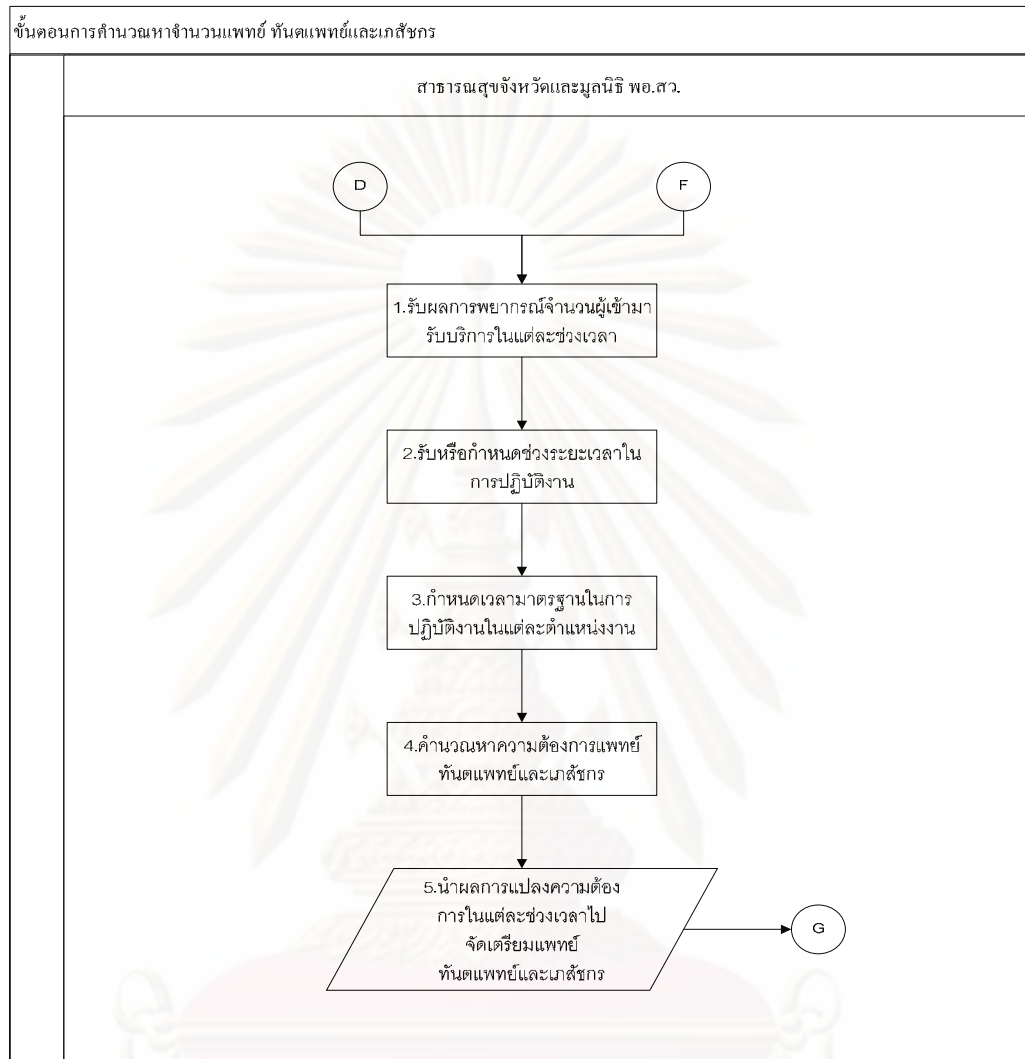 ขั้นตอนการคำนวณหาจำนวนแพทย์ ทันตแพทย์และเภสัชกร
สาธารณสุขจังหวัดและมูลนิธิ พอ.สว.
D
F
1.รับผลการพยากรณ์จำนวนผู้เข้ามา
รับบริการในแต่ละช่วงเวลา
2.รับหรือกำหนดช่วงระยะเวลาใน
การปฏิบัติงาน
3.กำหนดเวลามาตรฐานในการ
ปฏิบัติงานในแต่ละตำแหน่งงาน
4.คำนวณหาความต้องการแพทย์
ทันตแพทย์และเภสัชกร
5.นำผลการแปลงความต้อง
การในแต่ละช่วงเวลาไป
จัดเตรียมแพทย์
ทันตแพทย์และเภสัชกร
G